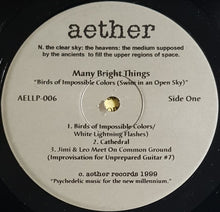 aether
N. the clear sky; the heavens: the medium supposed
by the ancients to fill the upper regions of space.
Many Bright Things
"Birds of Impossible Colors (Swim in an Open Sky)"
AELLP-006
Side One
1. Birds of Impossible Colors/
White Lightning Flashes)
2. Cathedral
3. Jimi & Leo Meet On Common Ground
(Improvisation for Unprepared Guitar #7)
c. aether records 1999
"Psychedelic music for the new millennium."